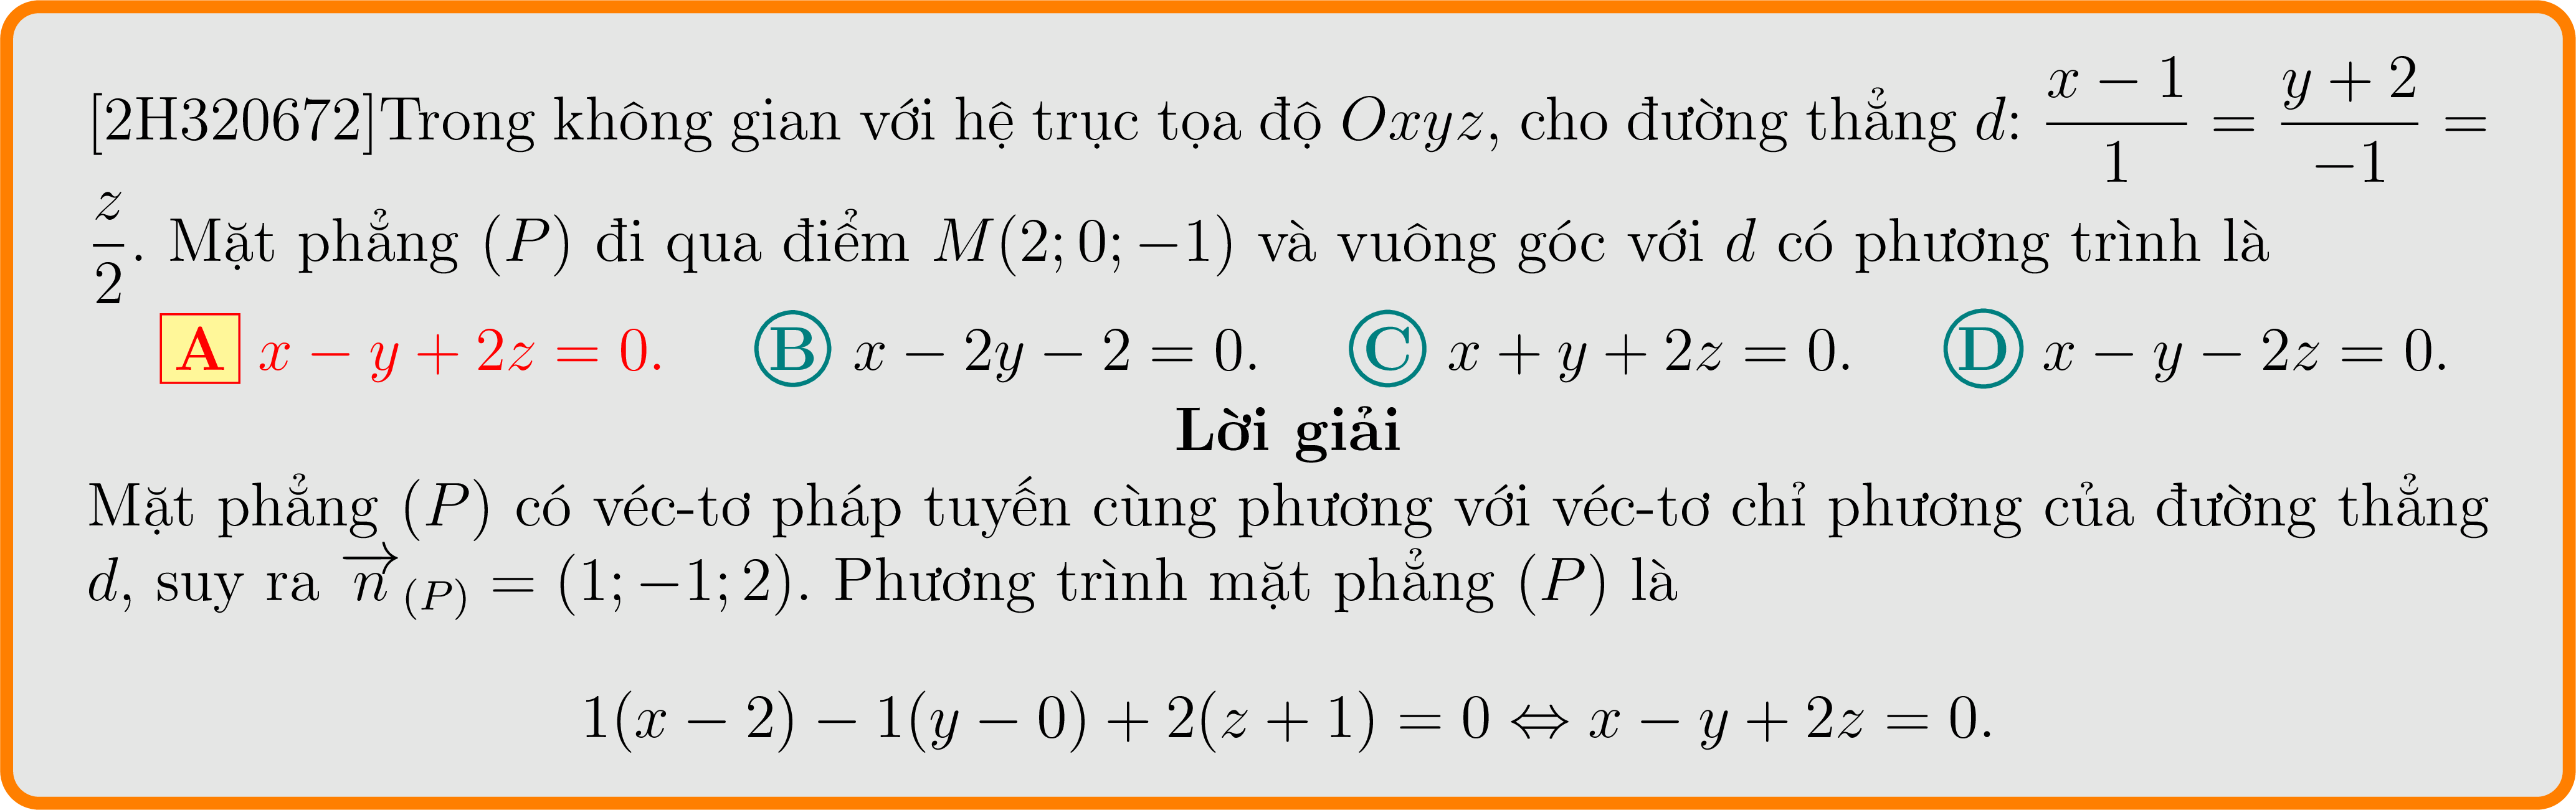 [2H320672]Trong không gian với hệ trục tọa độ $Oxyz$, cho đường thẳng $d$: $\dfrac{x-1}{1} = \dfrac{y+2}{-1} =$
$\dfrac{z}{2}$. Mặt phẳng $(P)$ đi qua điểm $M(2;0;-1)$ và vuông góc với $d$ có phương trình là
A $x - y + 2z = 0$. B $x - 2y - 2 = 0$. C $x + y + 2z = 0$. D $x - y - 2z = 0$.
Lời giải
Mặt phẳng $(P)$ có véc-tơ pháp tuyến cùng phương với véc-tơ chỉ phương của đường thẳng
$d$, suy ra $\overrightarrow{n}_{(P)} = (1;-1;2)$. Phương trình mặt phẳng $(P)$ là
$1(x-2) - 1(y-0) + 2(z+1) = 0 \Leftrightarrow x - y + 2z = 0.$